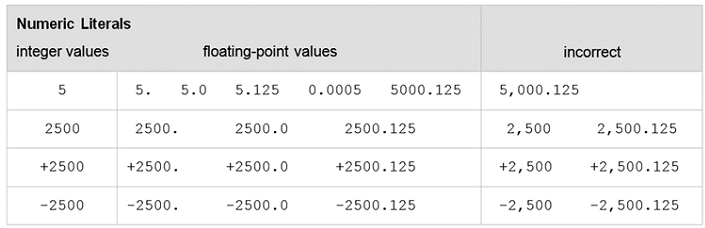 Numeric Literals
integer values floating-point values incorrect
5 5. 5.0 5.125 0.0005 5000.125 5,000.125
2500 2500. 2500.0 2500.125 2,500 2,500.125
+2500 +2500. +2500.0 +2500.125 +2,500 +2,500.125
−2500 −2500. −2500.0 −2500.125 −2,500 −2,500.125